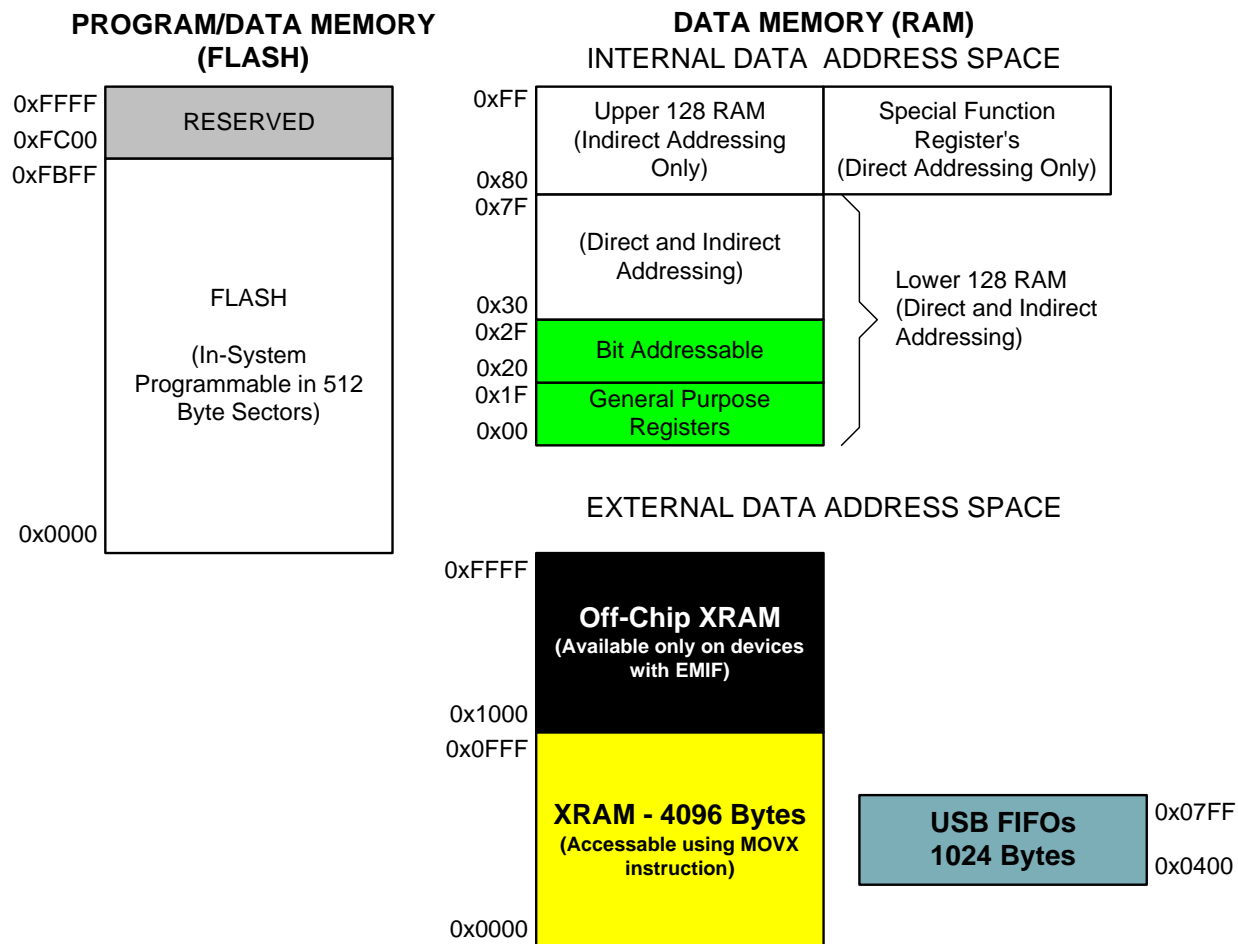 PROGRAM/DATA MEMORY
(FLASH)
0xFFFF
RESERVED
0xFC00
0xFBFF
FLASH
(In-System
Programmable in 512
Byte Sectors)
0x0000
DATA MEMORY (RAM)
INTERNAL DATA ADDRESS SPACE
0xFF
Upper 128 RAM
(Indirect Addressing
Only)
0x80
Special Function
Register's
(Direct Addressing Only)
0x7F
(Direct and Indirect
Addressing)
0x30
Lower 128 RAM
(Direct and Indirect
Addressing)
0x2F
Bit Addressable
0x20
0x1F
General Purpose
Registers
0x00
EXTERNAL DATA ADDRESS SPACE
0xFFFF
Off-Chip XRAM
(Available only on devices
with EMIF)
0x1000
0x0FFF
XRAM - 4096 Bytes
(Accessable using MOVX
instruction)
0x0000
USB FIFOs
1024 Bytes
0x07FF
0x0400